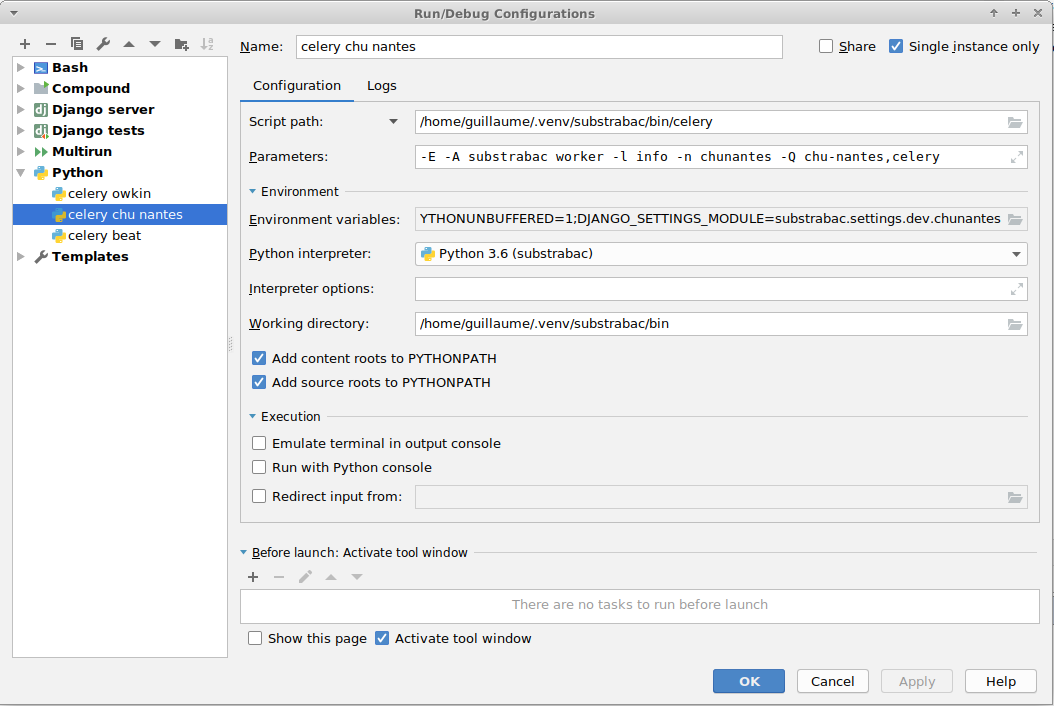 Run/Debug Configurations
Name: celery chu nantes
Share Single instance only
Bash
Compound
Django server
Django tests
Multirun
Python
celery owkin
celery chu nantes
celery beat
Templates
Configuration Logs
Script path: /home/guillaume/.venv/substrabac/bin/celery
Parameters: -E -A substrabac worker -l info -n chunantes -Q chu-nantes,celery
Environment
Environment variables: YTHONUNBUFFERED=1;DJANGO_SETTINGS_MODULE=substrabac.settings.dev.chunantes
Python interpreter: Python 3.6 (substrabac)
Interpreter options:
Working directory: /home/guillaume/.venv/substrabac/bin
Add content roots to PYTHONPATH
Add source roots to PYTHONPATH
Execution
Emulate terminal in output console
Run with Python console
Redirect input from:
Before launch: Activate tool window
There are no tasks to run before launch
Show this page Activate tool window
OK Cancel Apply Help